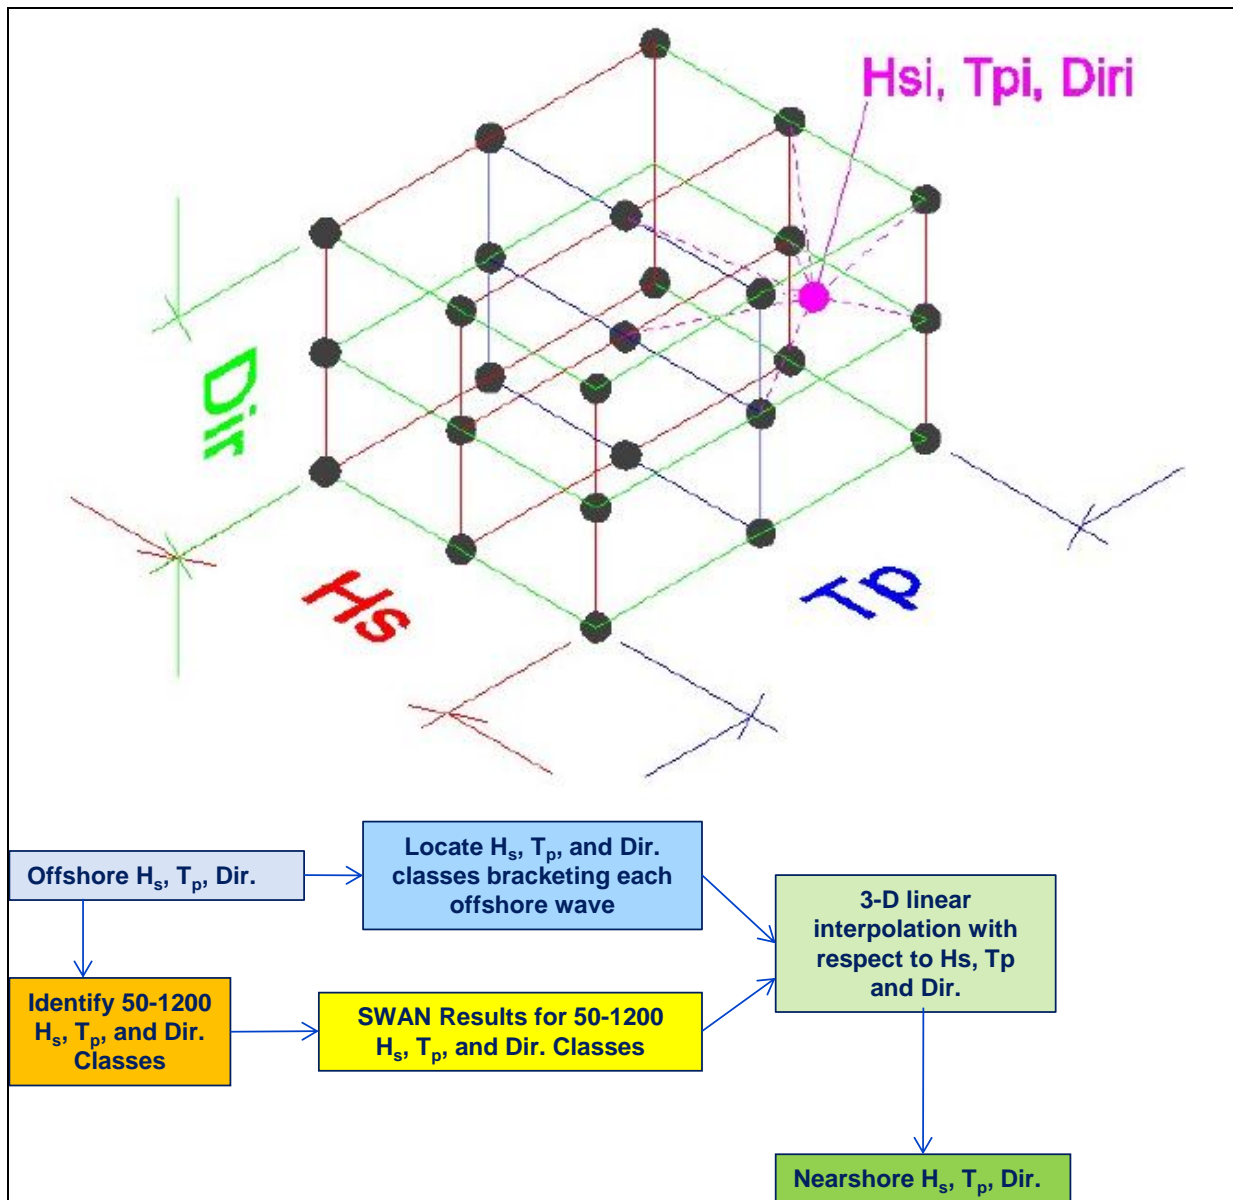 Hsi, Tpi, Diri
Dir
Hs
Tp
Offshore Hs, Tp, Dir.
Locate Hs, Tp, and Dir.
classes bracketing each
offshore wave
3-D linear
interpolation with
respect to Hs, Tp
and Dir.
Identify 50-1200
Hs, Tp, and Dir.
Classes
SWAN Results for 50-1200
Hs, Tp, and Dir. Classes
Nearshore Hs, Tp, Dir.